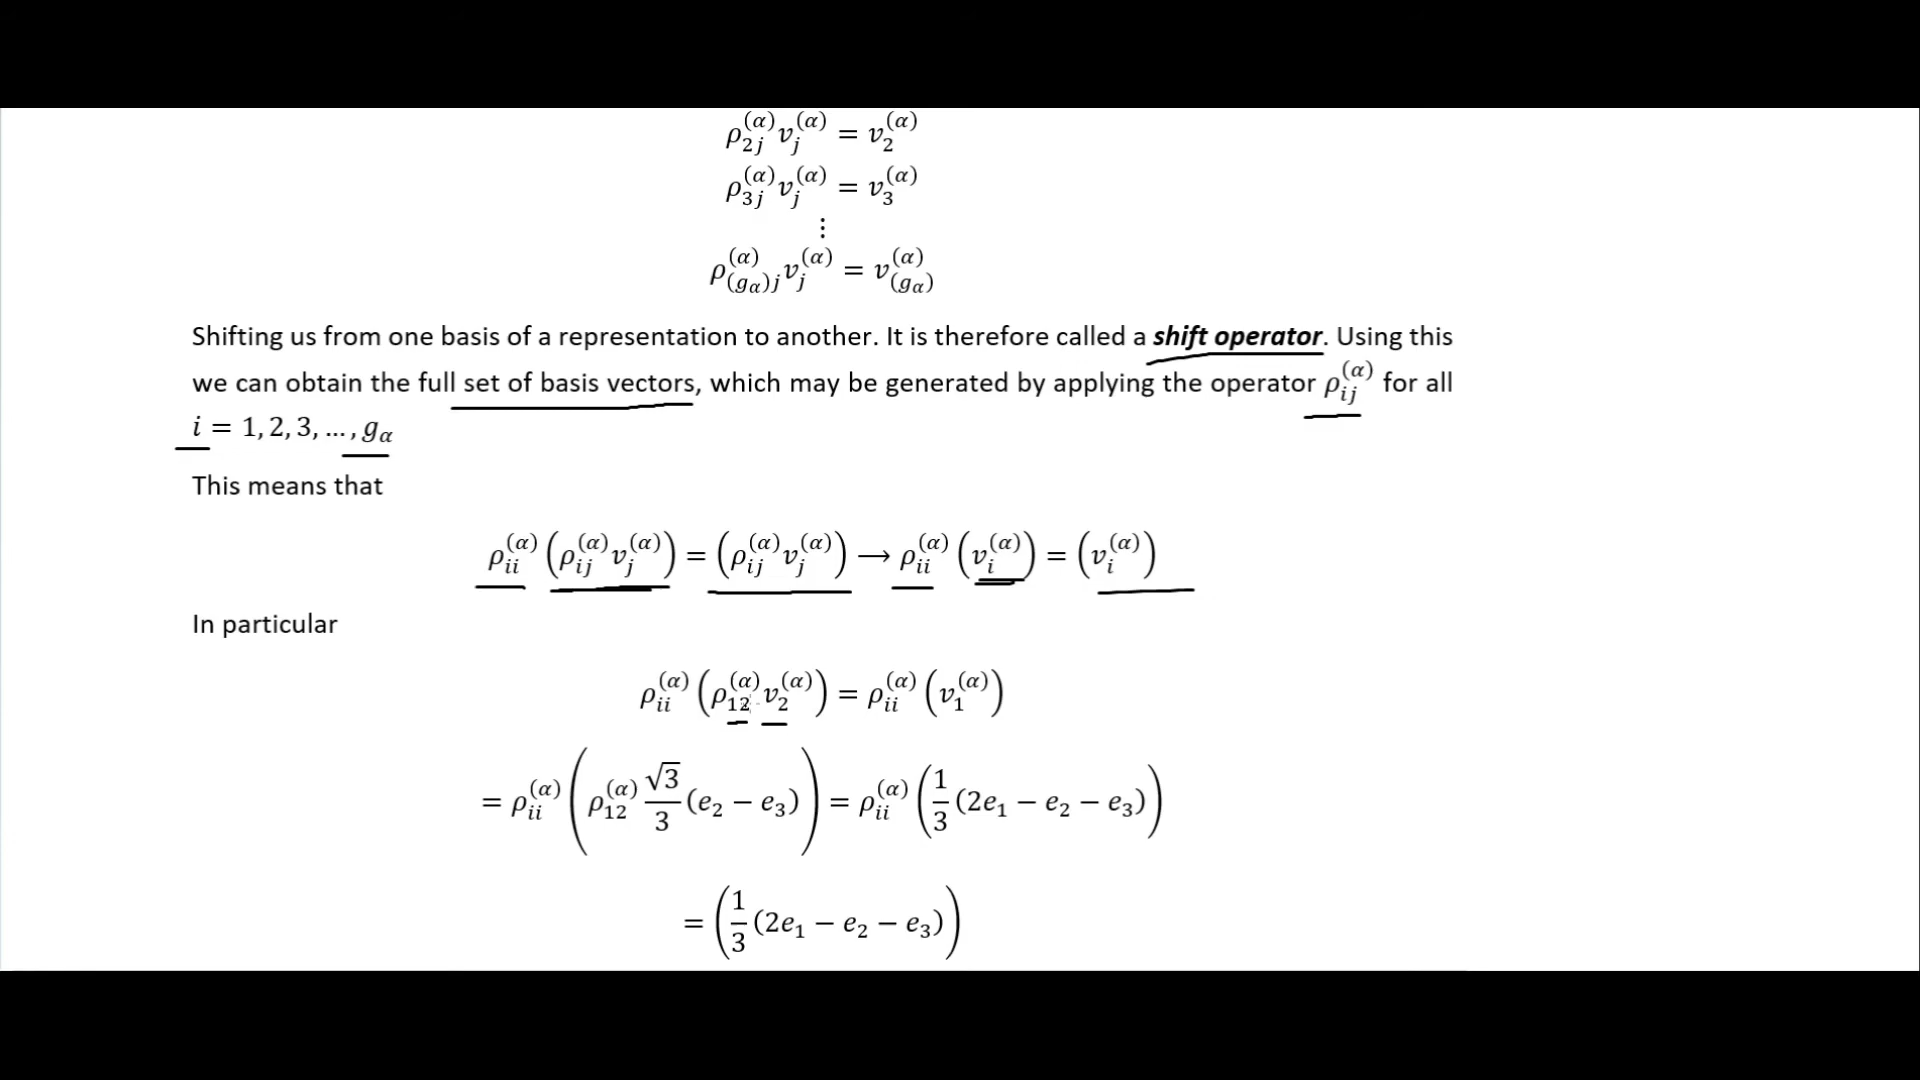 ρ_{2j}^{(α)} v_j^{(α)} = v_2^{(α)}
ρ_{3j}^{(α)} v_j^{(α)} = v_3^{(α)}
⋮
ρ_{(g_α)j}^{(α)} v_j^{(α)} = v_{(g_α)}^{(α)}
Shifting us from one basis of a representation to another. It is therefore called a shift operator. Using this
we can obtain the full set of basis vectors, which may be generated by applying the operator ρ_{ij}^{(α)} for all
i = 1, 2, 3, …, g_α
This means that
ρ_{ii}^{(α)} (ρ_{ij}^{(α)} v_j^{(α)}) = (ρ_{ij}^{(α)} v_j^{(α)}) ⟶ ρ_{ii}^{(α)} (v_i^{(α)}) = (v_i^{(α)})
In particular
ρ_{ii}^{(α)} (ρ_{12}^{(α)} v_2^{(α)}) = ρ_{ii}^{(α)} (v_1^{(α)})
= ρ_{ii}^{(α)} (ρ_{12}^{(α)} √3/3 (e_2 − e_3)) = ρ_{ii}^{(α)} (1/3 (2e_1 − e_2 − e_3))
= (1/3 (2e_1 − e_2 − e_3))